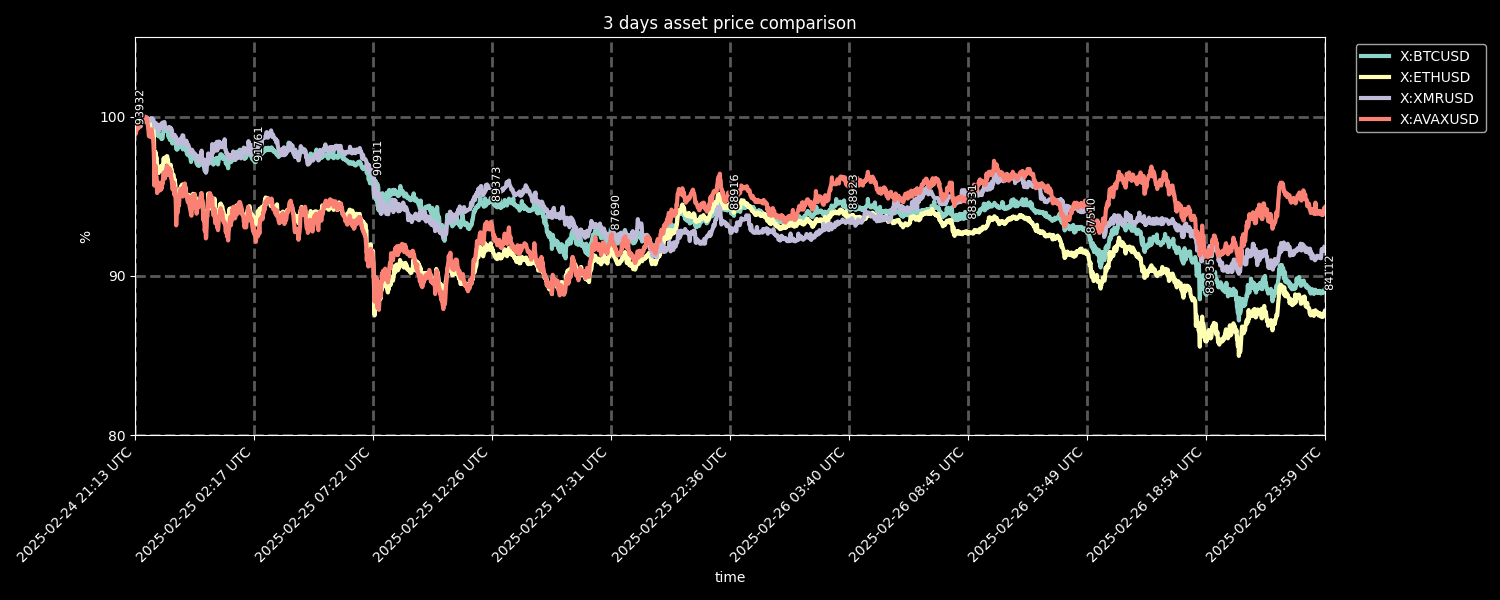 3 days asset price comparison
X:BTCUSD
X:ETHUSD
X:XMRUSD
X:AVAXUSD
%
100
90
80
93932
91761
90911
89373
87690
88916
88923
88331
87510
83935
84112
2025-02-24 21:13 UTC
2025-02-25 02:17 UTC
2025-02-25 07:22 UTC
2025-02-25 12:26 UTC
2025-02-25 17:31 UTC
2025-02-25 22:36 UTC
2025-02-26 03:40 UTC
2025-02-26 08:45 UTC
2025-02-26 13:49 UTC
2025-02-26 18:54 UTC
2025-02-26 23:59 UTC
time